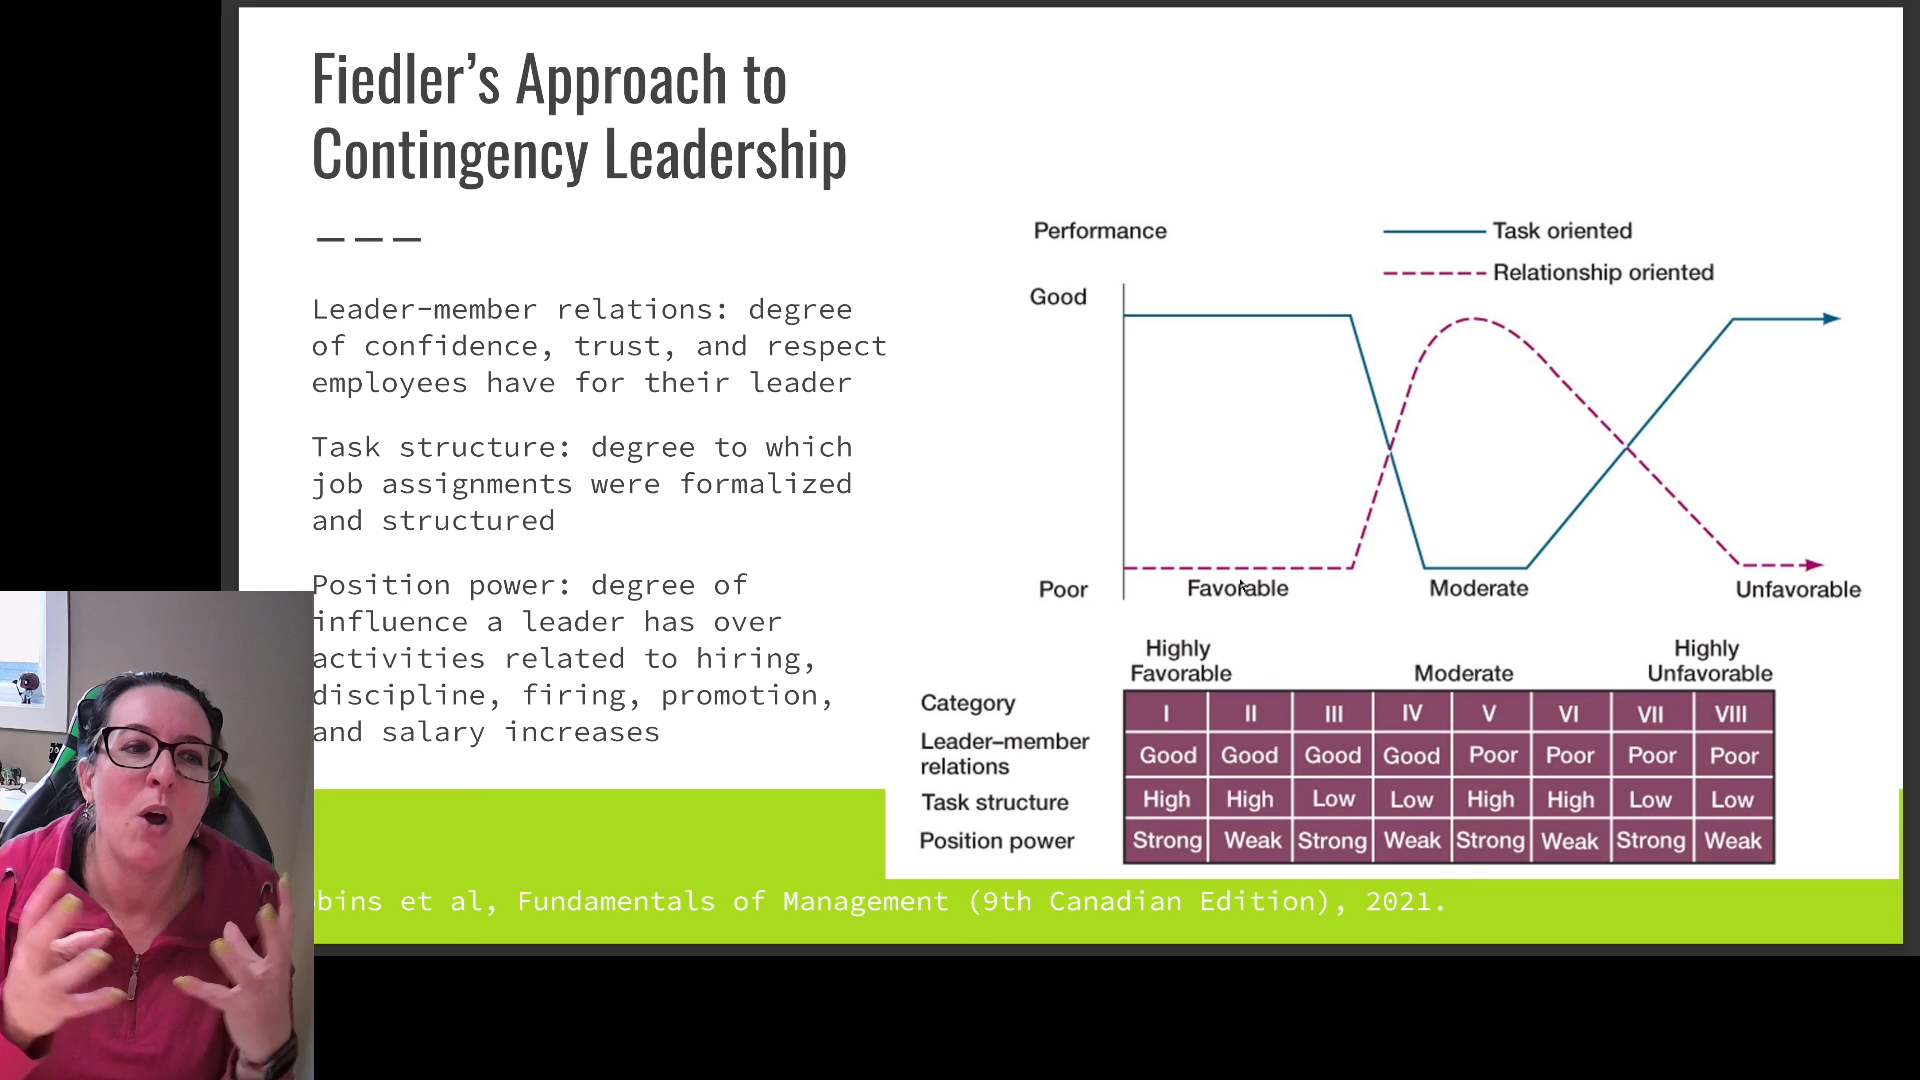 Fiedler’s Approach to
Contingency Leadership
Leader-member relations: degree
of confidence, trust, and respect
employees have for their leader
Task structure: degree to which
job assignments were formalized
and structured
Position power: degree of
influence a leader has over
activities related to hiring,
discipline, firing, promotion,
and salary increases
Performance
Task oriented
Relationship oriented
Good
Poor
Favorable Moderate Unfavorable
Highly Favorable Moderate Highly Unfavorable
Category I II III IV V VI VII VIII
Leader–member relations Good Good Good Good Poor Poor Poor Poor
Task structure High High Low Low High High Low Low
Position power Strong Weak Strong Weak Strong Weak Strong Weak
et al, Fundamentals of Management (9th Canadian Edition), 2021.